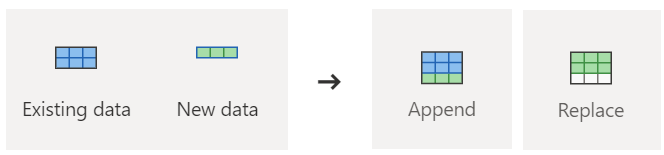 Existing data
New data
Append
Replace